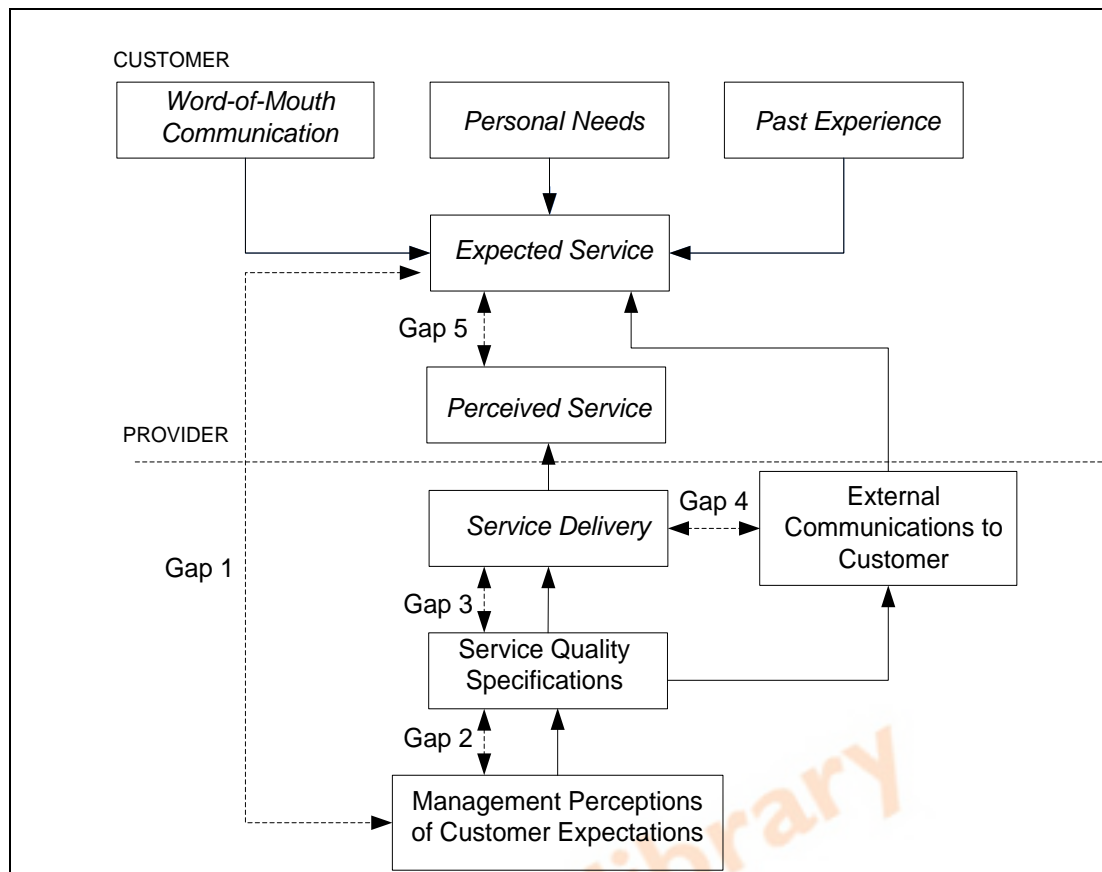 CUSTOMER
Word-of-Mouth
Communication
Personal Needs
Past Experience
Expected Service
Gap 5
Perceived Service
PROVIDER
Service Delivery
Gap 4
External
Communications to
Customer
Gap 1
Gap 3
Service Quality
Specifications
Gap 2
Management Perceptions
of Customer Expectations